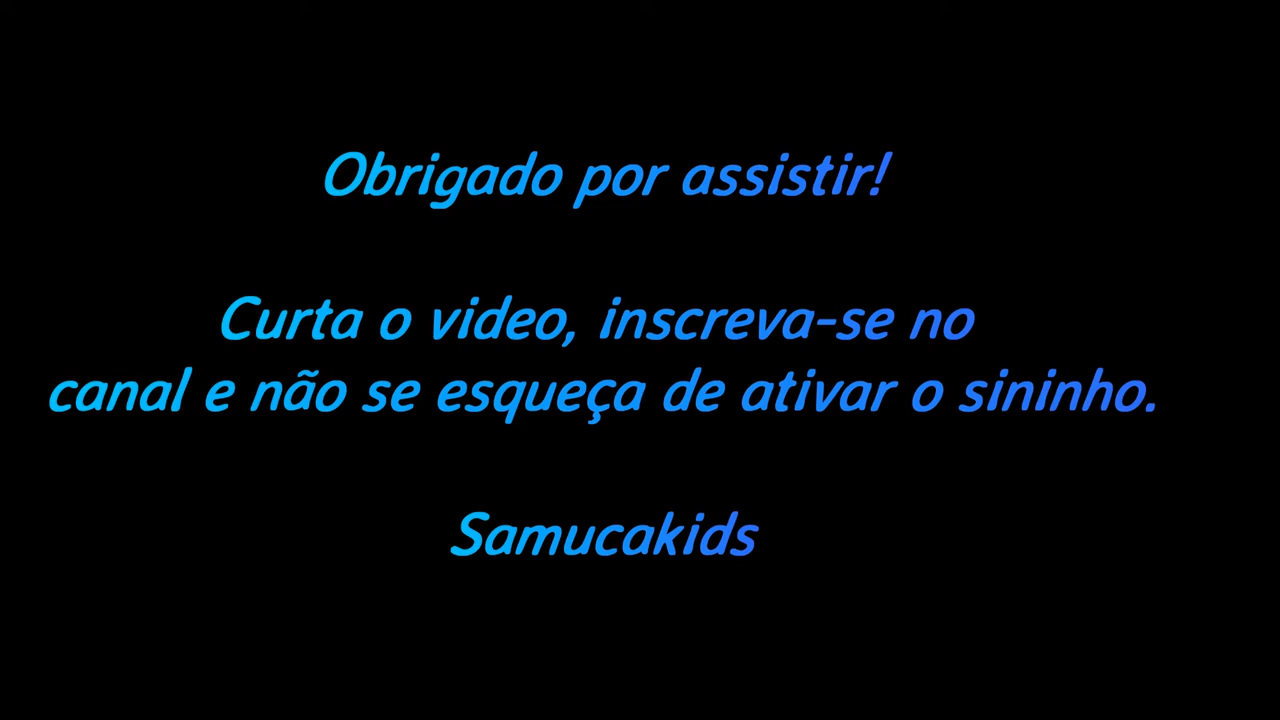 Obrigado por assistir!
Curta o video, inscreva-se no
canal e não se esqueça de ativar o sininho.
Samucakids